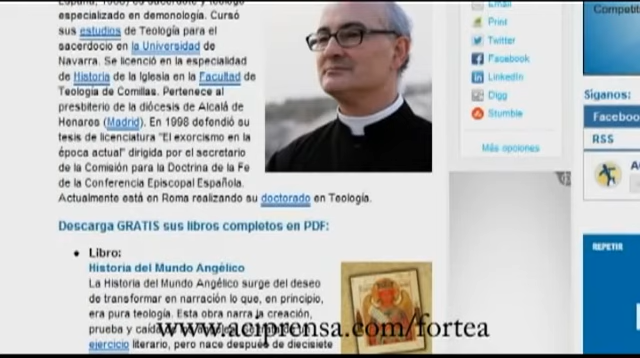 España, 1968) es sacerdote y teólogo
especializado en demonología. Cursó
sus estudios de Teología para el
sacerdocio en la Universidad de
Navarra. Se licenció en la especialidad
de Historia de la Iglesia en la Facultad de
Teología de Comillas. Pertenece al
presbiterio de la diócesis de Alcalá de
Henares (Madrid). En 1998 defendió su
tesis de licenciatura "El exorcismo en la
época actual" dirigida por el secretario
de la Comisión para la Doctrina de la Fe
de la Conferencia Episcopal Española.
Actualmente está en Roma realizando su doctorado en Teología.
Descarga GRATIS sus libros completos en PDF:
Libro:
Historia del Mundo Angélico
La Historia del Mundo Angélico surge del deseo
de transformar en narración lo que, en principio,
era pura teología. Esta obra narra la creación,
prueba y
ejercicio literario, pero nace después de diecisiete
www.aciprensa.com/fortea
Email
Print
Twitter
Facebook
LinkedIn
Digg
Stumble
Más opciones
Competit
Síganos:
Faceboo
RSS
A
REPETIR